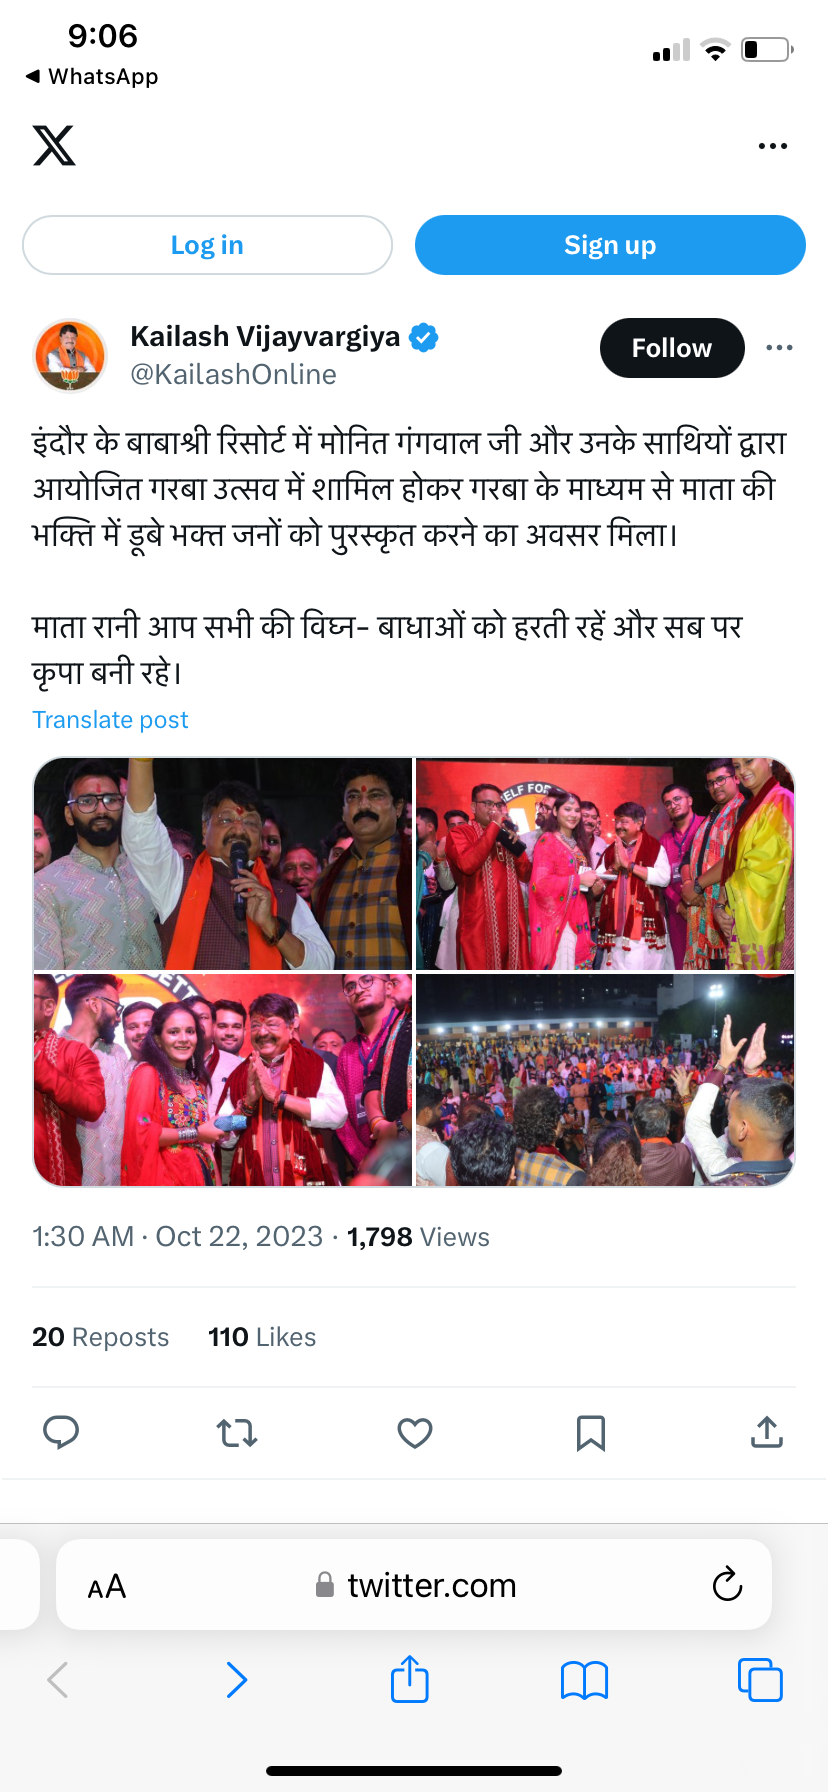 9:06
WhatsApp
Log in
Sign up
Kailash Vijayvargiya
@KailashOnline
Follow
इंदौर के बाबाश्री रिसोर्ट में मोनित गंगवाल जी और उनके साथियों द्वारा
आयोजित गरबा उत्सव में शामिल होकर गरबा के माध्यम से माता की
भक्ति में डूबे भक्त जनों को पुरस्कृत करने का अवसर मिला।
माता रानी आप सभी की विघ्न- बाधाओं को हरती रहें और सब पर
कृपा बनी रहे।
Translate post
ELF FOR
1:30 AM · Oct 22, 2023 · 1,798 Views
20 Reposts 110 Likes
AA twitter.com